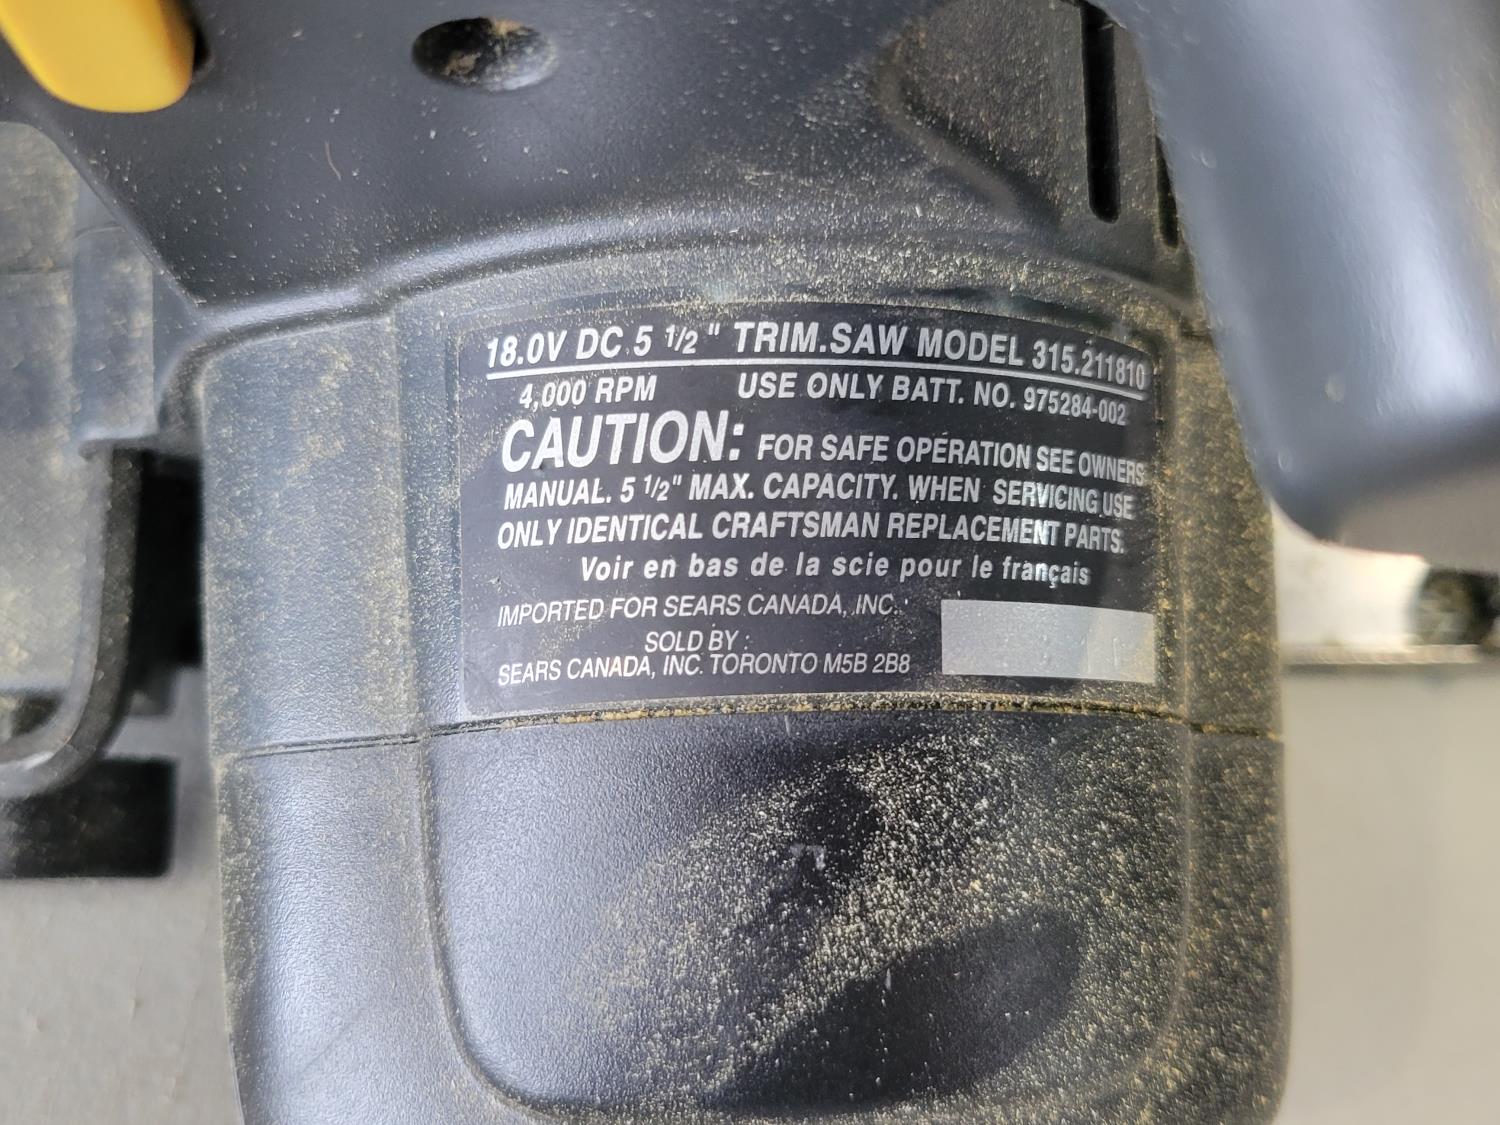 18.0V DC 5 1/2" TRIM.SAW MODEL 315.211810
4,000 RPM USE ONLY BATT. NO. 975284-002
CAUTION: FOR SAFE OPERATION SEE OWNERS
MANUAL. 5 1/2" MAX. CAPACITY. WHEN SERVICING USE
ONLY IDENTICAL CRAFTSMAN REPLACEMENT PARTS.
Voir en bas de la scie pour le français
IMPORTED FOR SEARS CANADA, INC.
SOLD BY :
SEARS CANADA, INC. TORONTO M5B 2B8